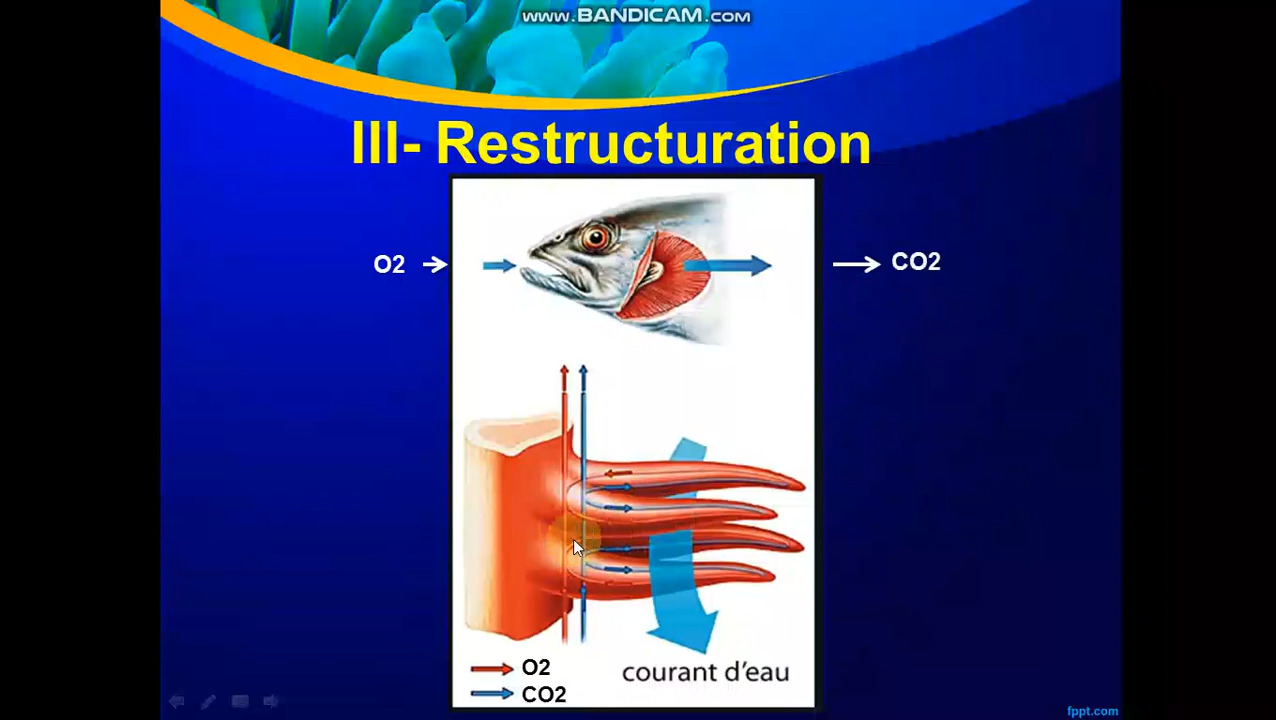 www.BANDICAM.com
III- Restructuration
O2
CO2
O2
CO2
courant d'eau
fppt.com